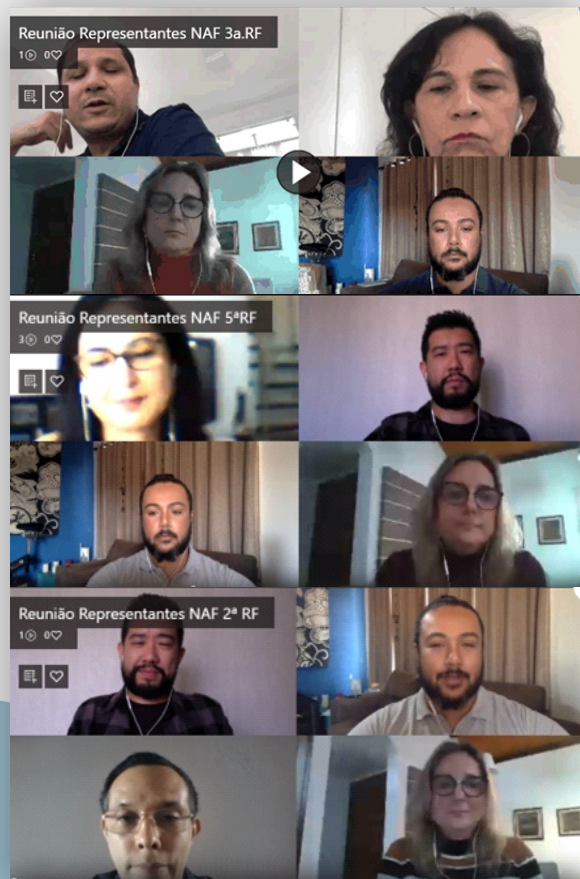 Reunião Representantes NAF 3a.RF
1 0
Reunião Representantes NAF 5ªRF
3 0
Reunião Representantes NAF 2ª RF
1 0